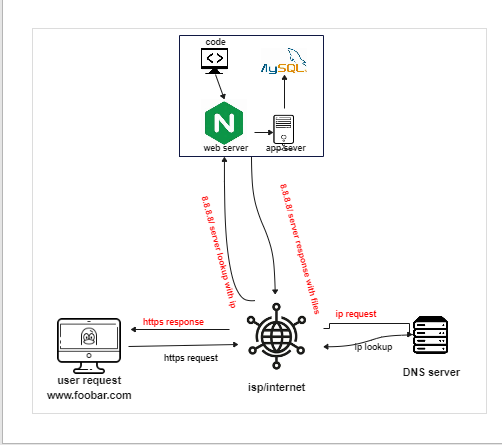 code
MySQL
N
web server
app sever
8.8.8.8/ server lookup with ip
8.8.8.8/ server response with files
https response
ip request
https request
ip lookup
user request
www.foobar.com
isp/internet
DNS server